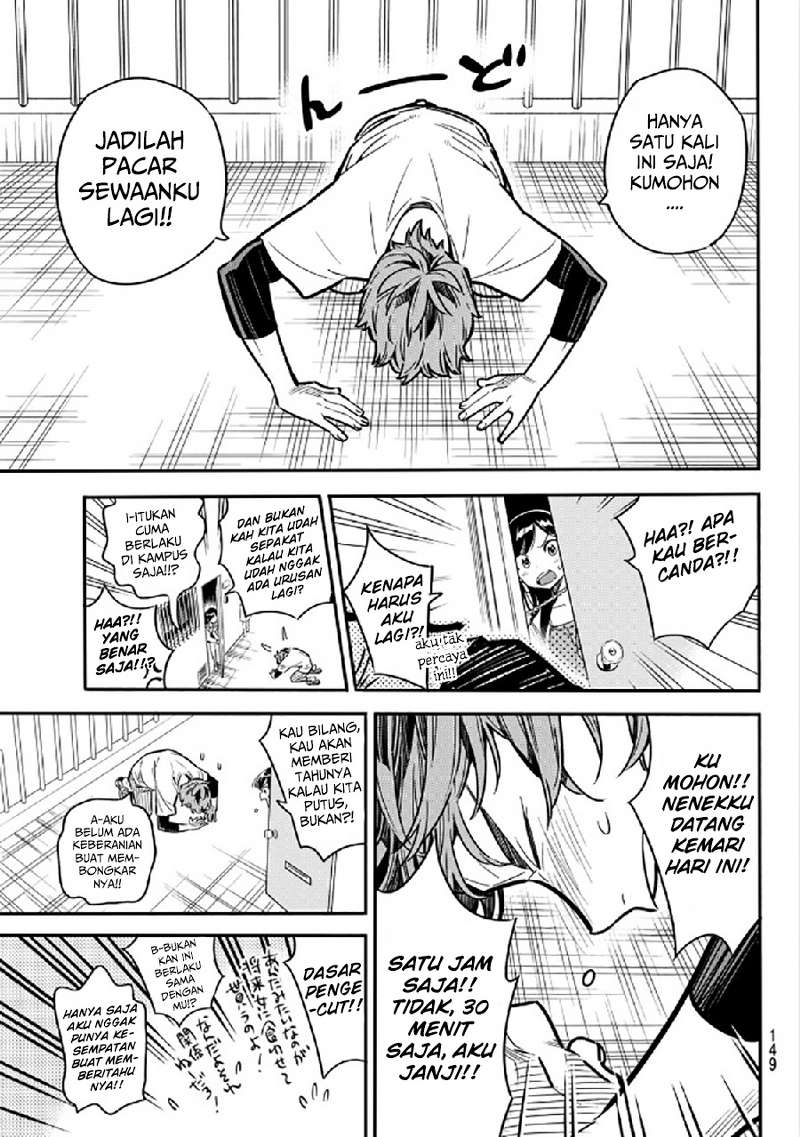 HANYA
SATU KALI
INI SAJA!
KUMOHON
....
どーーん
JADILAH
PACAR
SEWAANKU
LAGI!!
HAA?! APA
KAU BER-
CANDA?!!
KENAPA
HARUS
AKU
LAGI?!
aku tak
percaya
ini!!
DAN BUKAN
KAH KITA UDAH
SEPAKAT
KALAU KITA
UDAH NGGAK
ADA URUSAN
LAGI?
I-ITUKAN
CUMA
BERLAKU
DI KAMPUS
SAJA!!?
HAA?!!
YANG
BENAR
SAJA!!?
KU
MOHON!!
NENEKKU
DATANG
KEMARI
HARI INI!
SATU JAM
SAJA!!
TIDAK, 30
MENIT
SAJA, AKU
JANJI!!
KAU BILANG,
KAU AKAN
MEMBERI
TAHUNYA
KALAU KITA
PUTUS,
BUKAN?!
A-AKU
BELUM ADA
KEBERANIAN
BUAT MEM-
BONGKAR
NYA!!
DASAR
PENGE-
CUT!!
B-BUKAN
KAN INI
BERLAKU
SAMA
DENGAN
MU!?
HANYA SAJA
AKU NGGAK
PUNYA KE-
SEMPATAN
BUAT MEM-
BERITAHU
NYA!!
149